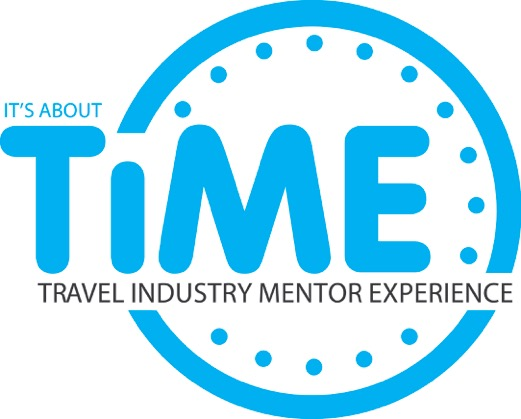 IT'S ABOUT
TiME
TRAVEL INDUSTRY MENTOR EXPERIENCE